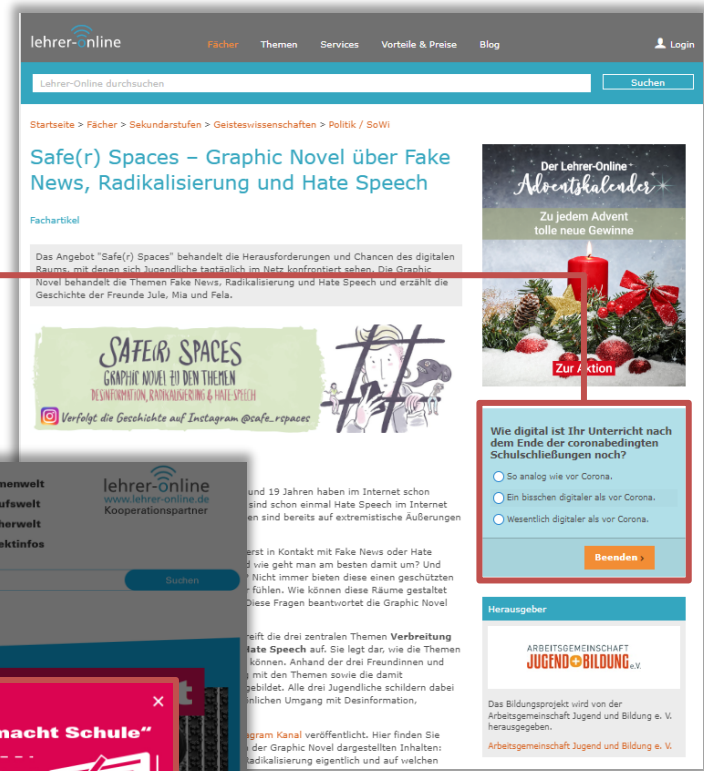 lehrer-online
Fächer Themen Services Vorteile & Preise Blog Login
Lehrer-Online durchsuchen Suchen
Startseite > Fächer > Sekundarstufen > Geisteswissenschaften > Politik / SoWi
Safe(r) Spaces – Graphic Novel über Fake
News, Radikalisierung und Hate Speech
Fachartikel
Das Angebot "Safe(r) Spaces" behandelt die Herausforderungen und Chancen des digitalen
Raums, mit denen sich Jugendliche tagtäglich im Netz konfrontiert sehen. Die Graphic
Novel behandelt die Themen Fake News, Radikalisierung und Hate Speech und erzählt die
Geschichte der Freunde Jule, Mia und Fela.
SAFE(R) SPACES
GRAPHIC NOVEL ZU DEN THEMEN
DESINFORMATION, RADIKALISIERUNG & HATE-SPEECH
Verfolgt die Geschichte auf Instagram @safe_rspaces
Der Lehrer-Online
Adventskalender
Zu jedem Advent
tolle neue Gewinne
Zur Aktion
Wie digital ist Ihr Unterricht nach
dem Ende der coronabedingten
Schulschließungen noch?
So analog wie vor Corona.
Ein bisschen digitaler als vor Corona.
Wesentlich digitaler als vor Corona.
Beenden ›
Herausgeber
ARBEITSGEMEINSCHAFT
JUGEND+BILDUNG e.V.
Das Bildungsprojekt wird von der
Arbeitsgemeinschaft Jugend und Bildung e. V.
herausgegeben.
Arbeitsgemeinschaft Jugend und Bildung e. V.
und 19 Jahren haben im Internet schon
sind schon einmal Hate Speech im Internet
en sind bereits auf extremistische Äußerungen
erst in Kontakt mit Fake News oder Hate
d wie geht man am besten damit um? Und
? Nicht immer bieten diese einen geschützten
r fühlen. Wie können diese Räume gestaltet
Diese Fragen beantwortet die Graphic Novel
reift die drei zentralen Themen Verbreitung
Hate Speech auf. Sie legt dar, wie die Themen
können. Anhand der drei Freundinnen und
g mit den Themen sowie die damit
gebildet. Alle drei Jugendliche schildern dabei
nlichen Umgang mit Desinformation,
agram Kanal veröffentlicht. Hier finden Sie
n der Graphic Novel dargestellten Inhalten:
Radikalisierung eigentlich und auf welchen
menwelt
ufswelt
herwelt
ektinfos
lehrer-online
www.lehrer-online.de
Kooperationspartner
Suchen
t
×
macht Schule“